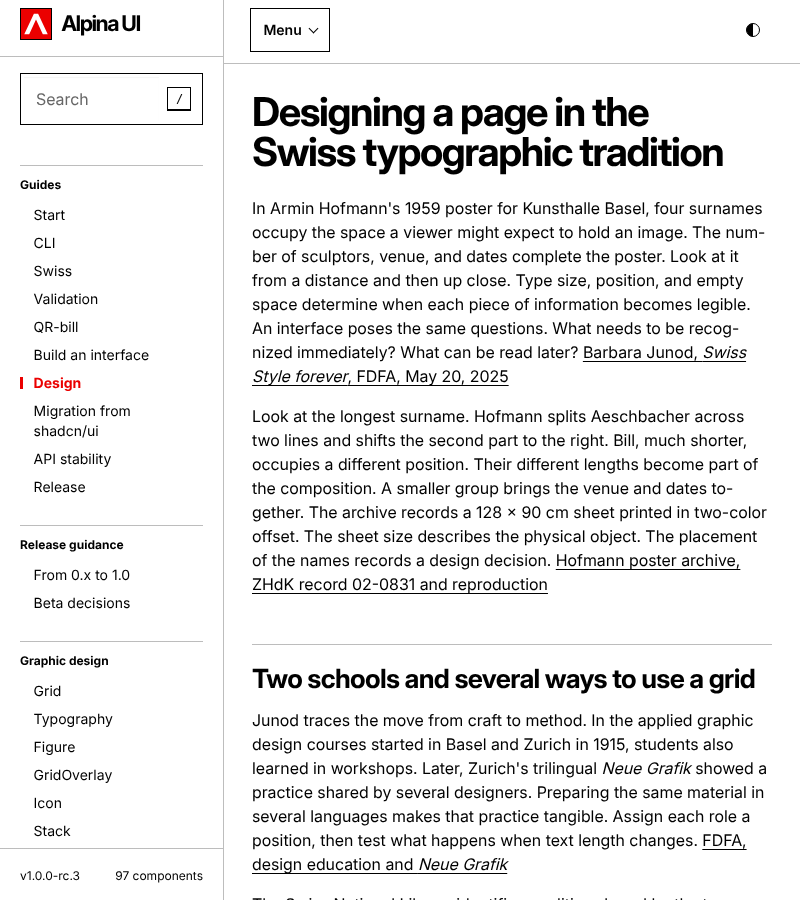 Alpina UI
Search
/
Guides
Start
CLI
Swiss
Validation
QR-bill
Build an interface
Design
Migration from
shadcn/ui
API stability
Release
Release guidance
From 0.x to 1.0
Beta decisions
Graphic design
Grid
Typography
Figure
GridOverlay
Icon
Stack
v1.0.0-rc.3
97 components
Menu
Designing a page in the
Swiss typographic tradition
In Armin Hofmann's 1959 poster for Kunsthalle Basel, four surnames
occupy the space a viewer might expect to hold an image. The num-
ber of sculptors, venue, and dates complete the poster. Look at it
from a distance and then up close. Type size, position, and empty
space determine when each piece of information becomes legible.
An interface poses the same questions. What needs to be recog-
nized immediately? What can be read later? Barbara Junod, Swiss
Style forever, FDFA, May 20, 2025
Look at the longest surname. Hofmann splits Aeschbacher across
two lines and shifts the second part to the right. Bill, much shorter,
occupies a different position. Their different lengths become part of
the composition. A smaller group brings the venue and dates to-
gether. The archive records a 128 × 90 cm sheet printed in two-color
offset. The sheet size describes the physical object. The placement
of the names records a design decision. Hofmann poster archive,
ZHdK record 02-0831 and reproduction
Two schools and several ways to use a grid
Junod traces the move from craft to method. In the applied graphic
design courses started in Basel and Zurich in 1915, students also
learned in workshops. Later, Zurich's trilingual Neue Grafik showed a
practice shared by several designers. Preparing the same material in
several languages makes that practice tangible. Assign each role a
position, then test what happens when text length changes. FDFA,
design education and Neue Grafik